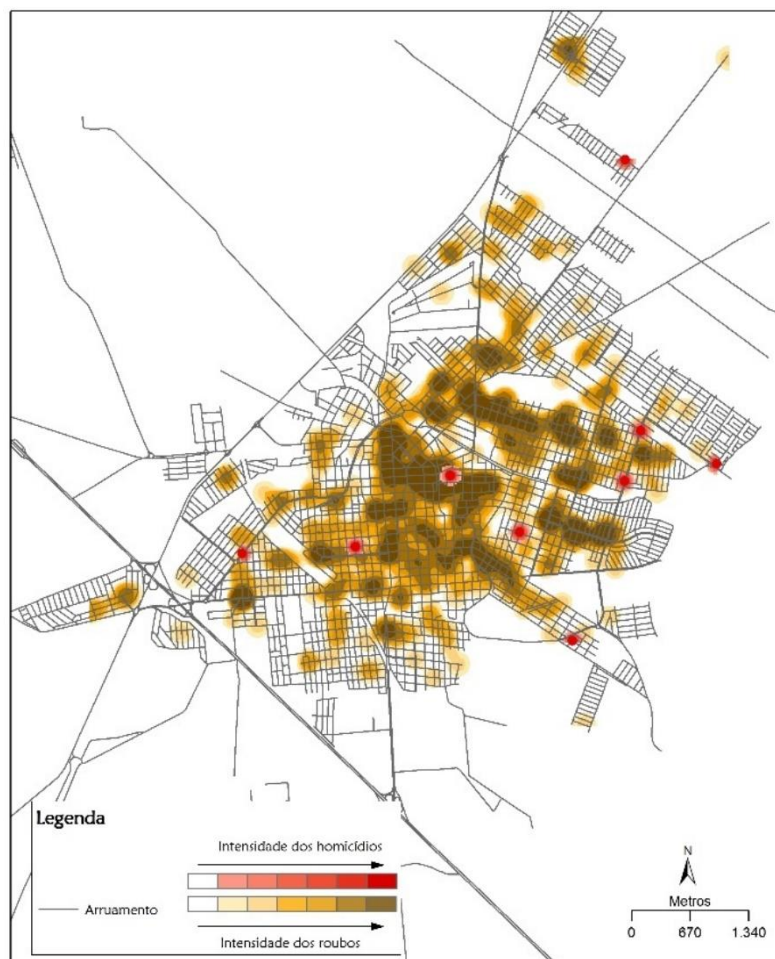 Legenda
Intensidade dos homicídios
Arruamento
Intensidade dos roubos
N
Metros
0 670 1.340